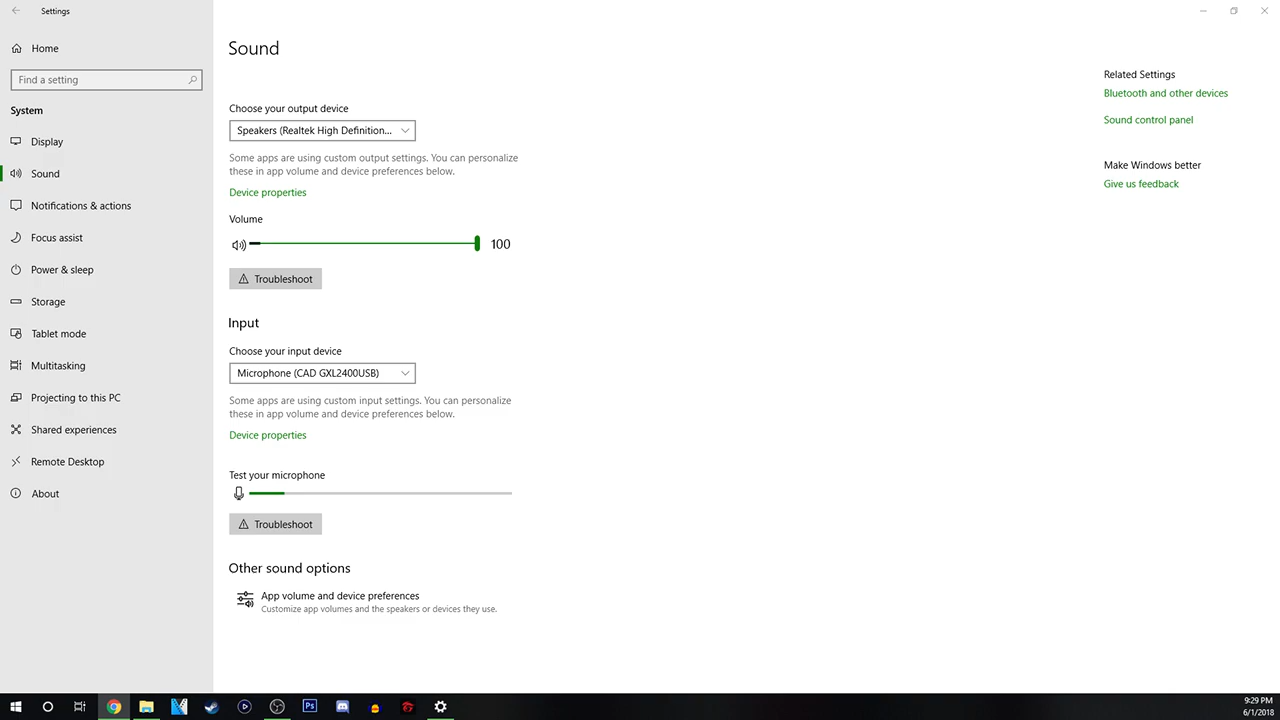 Settings
Home
Find a setting
System
Display
Sound
Notifications & actions
Focus assist
Power & sleep
Storage
Tablet mode
Multitasking
Projecting to this PC
Shared experiences
Remote Desktop
About
Sound
Choose your output device
Speakers (Realtek High Definition...
Some apps are using custom output settings. You can personalize
these in app volume and device preferences below.
Device properties
Volume
100
Troubleshoot
Input
Choose your input device
Microphone (CAD GXL2400USB)
Some apps are using custom input settings. You can personalize
these in app volume and device preferences below.
Device properties
Test your microphone
Troubleshoot
Other sound options
App volume and device preferences
Customize app volumes and the speakers or devices they use.
Related Settings
Bluetooth and other devices
Sound control panel
Make Windows better
Give us feedback
Ps
9:29 PM
6/1/2018